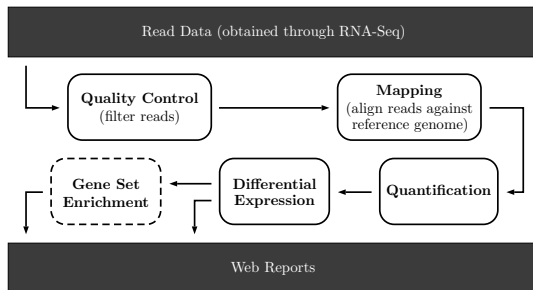 Read Data (obtained through RNA-Seq)
Quality Control
(filter reads)
Mapping
(align reads against
reference genome)
Gene Set
Enrichment
Differential
Expression
Quantification
Web Reports